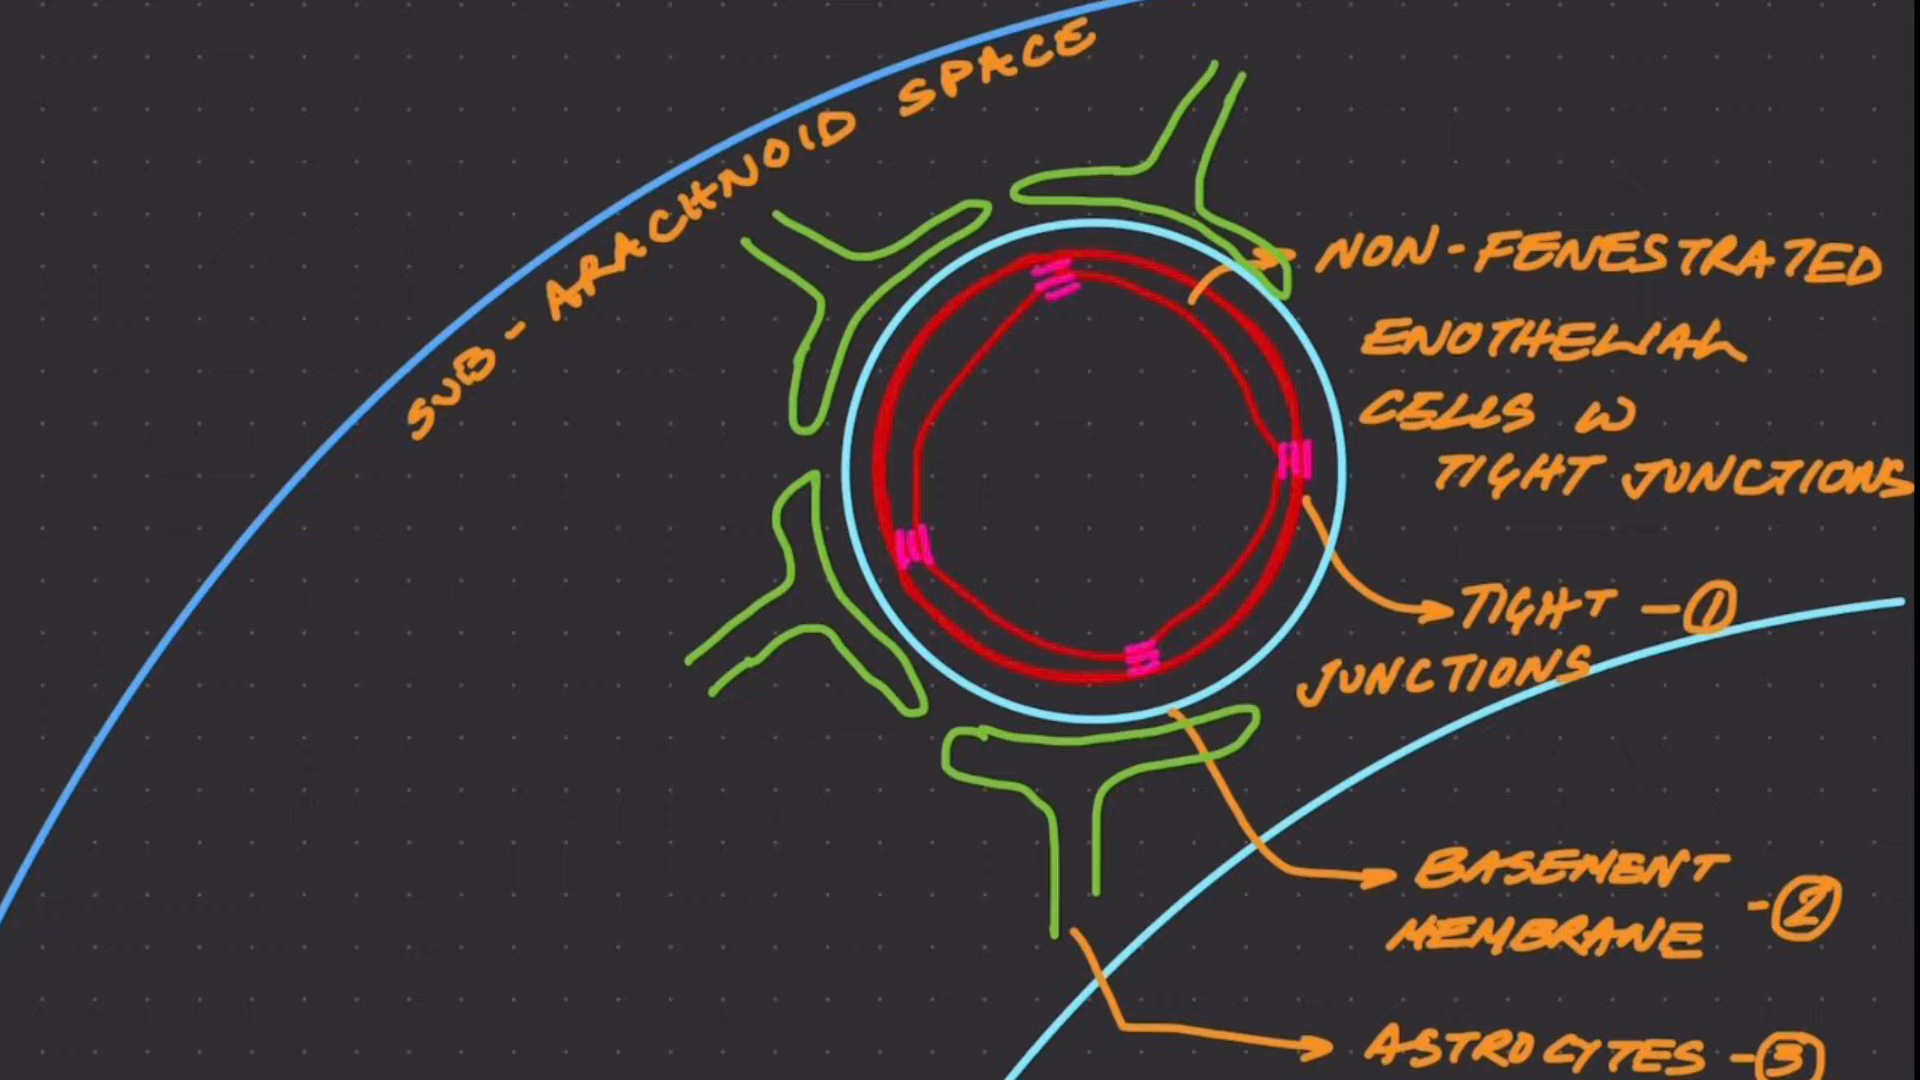 SUB-ARACHNOID SPACE
NON-FENESTRATED
ENOTHELIAL
CELLS W
TIGHT JUNCTIONS
TIGHT -①
JUNCTIONS
BASEMENT
MEMBRANE -②
ASTROCYTES -③